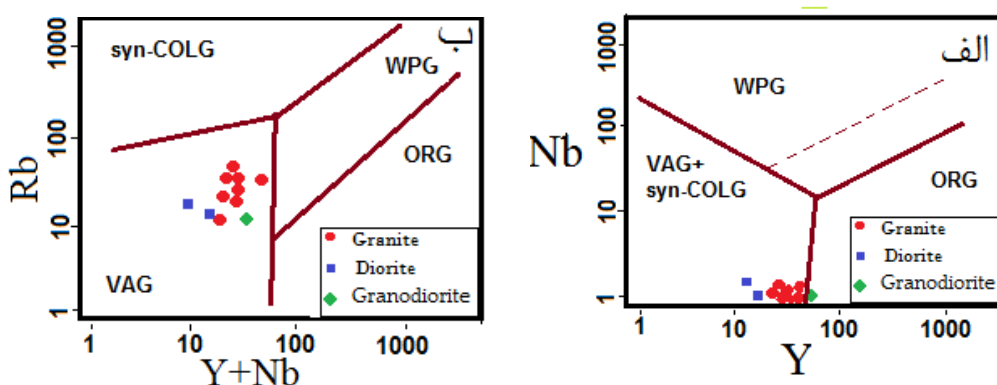 syn-COLG
ب
WPG
ORG
VAG
Granite
Diorite
Granodiorite
Rb
1000
100
10
1
1
10
100
1000
Y+Nb
الف
WPG
VAG+
syn-COLG
ORG
Granite
Diorite
Granodiorite
Nb
1000
100
10
1
1
10
100
1000
Y